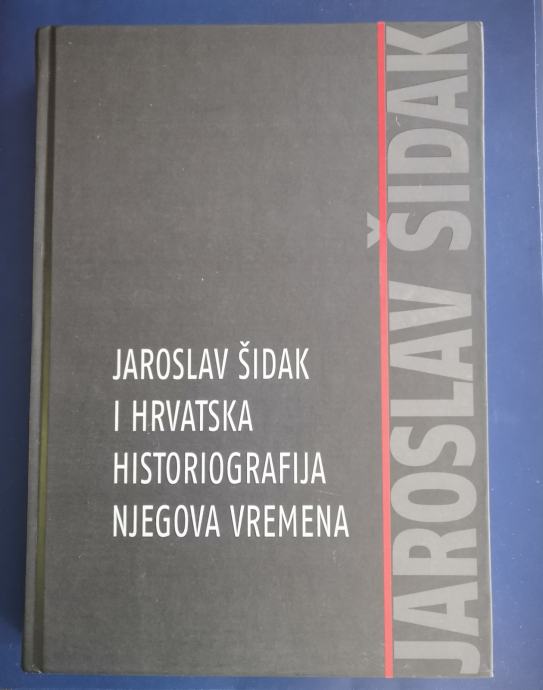 JAROSLAV ŠIDAK
I HRVATSKA
HISTORIOGRAFIJA
NJEGOVA VREMENA
JAROSLAV ŠIDAK